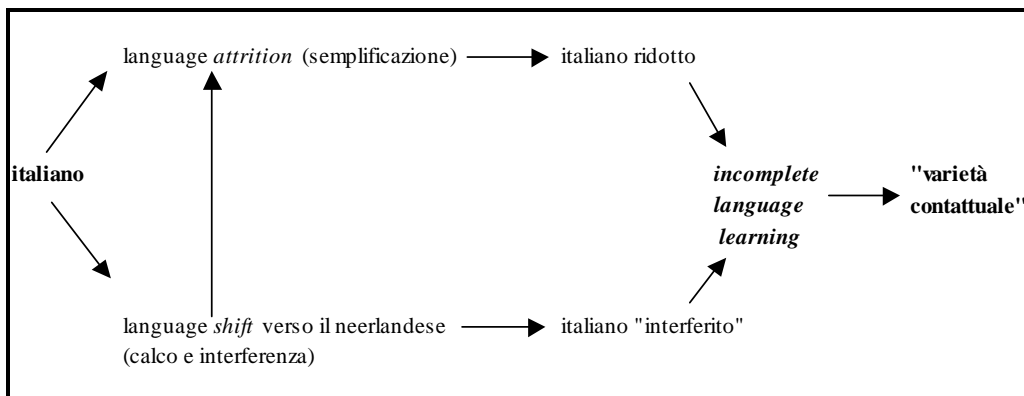 language attrition (semplificazione)
italiano ridotto
italiano
incomplete
language
learning
"varietà
contattuale"
language shift verso il neerlandese
(calco e interferenza)
italiano "interferito"